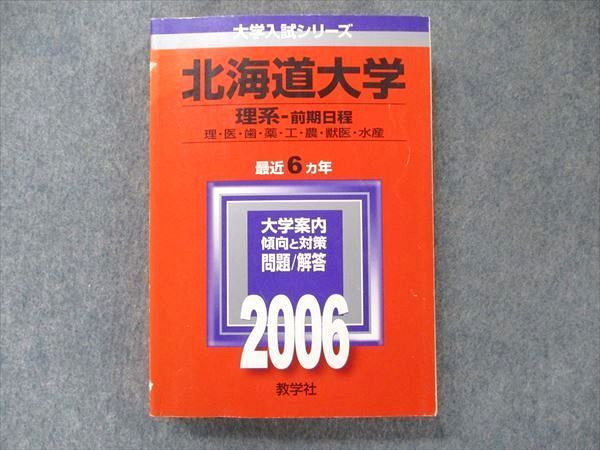 大学入試シリーズ
北海道大学
理系-前期日程
理・医・歯・薬・工・農・獣医・水産
最近6ヵ年
大学案内
傾向と対策
問題/解答
2006
教学社